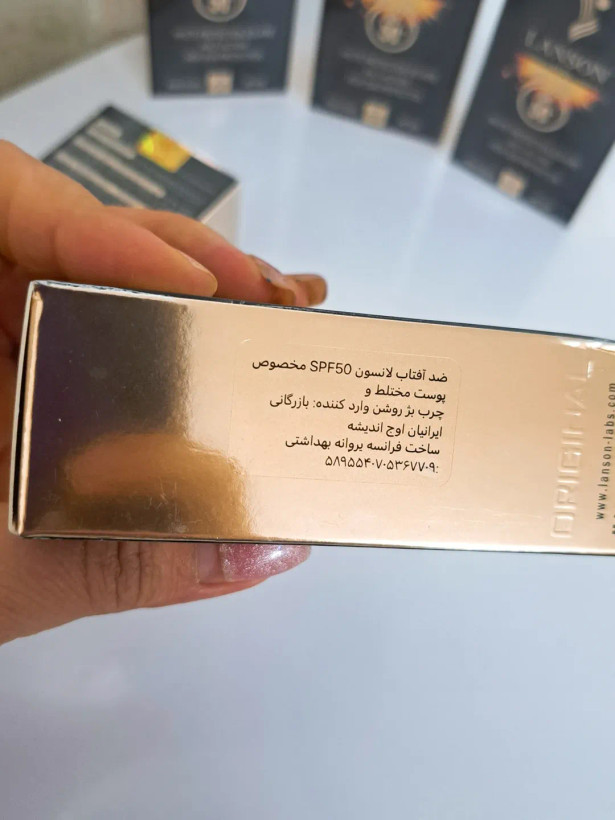 ضد آفتاب لانسون SPF50 مخصوص
پوست مختلط و
چرب بژ روشن وارد کننده: بازرگانی
ایرانیان اوج اندیشه
ساخت فرانسه پروانه بهداشتی
:۵۸۹۵۵۴۰۷۰۵۳۶۷۷۰۹
ORIGINAL
www.lanson-labs.com
LANSON